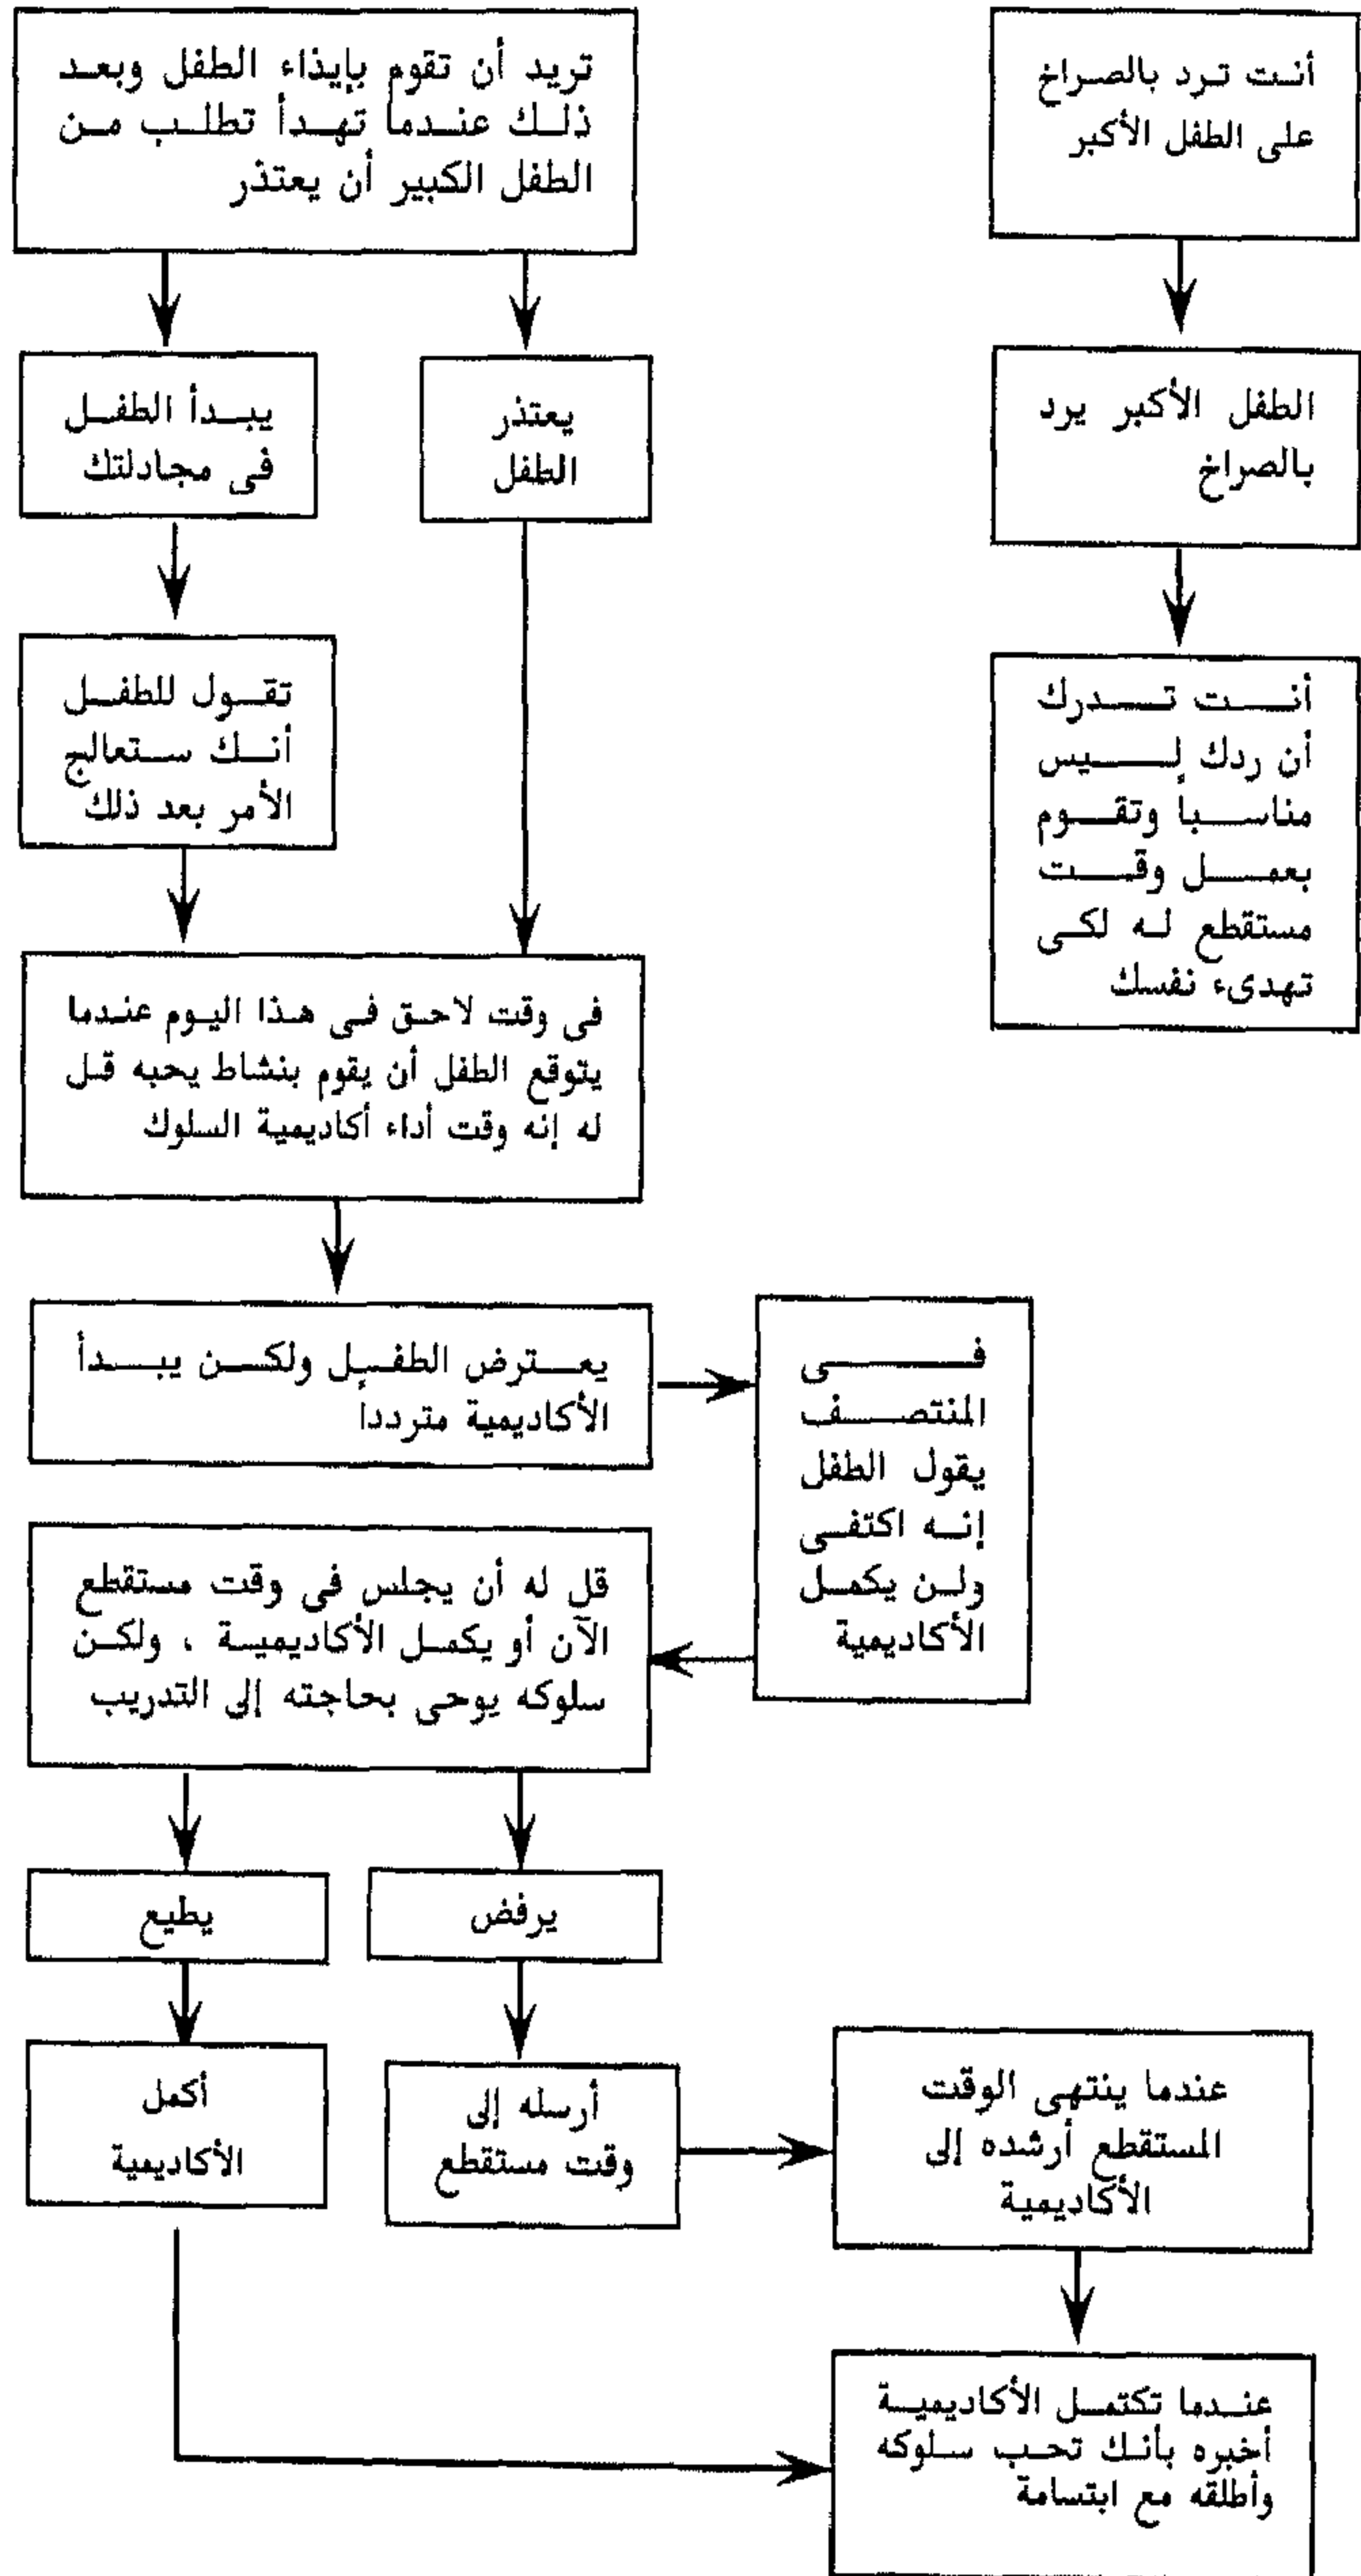 أنت ترد بالصراخ
على الطفل الأكبر
الطفل الأكبر يرد
بالصراخ
أنت تدرك
أن ردك ليس
مناسباً وتقوم
بعمل وقت
مستقطع له لكى
تهدىء نفسك
تريد أن تقوم بإيذاء الطفل وبعد
ذلك عندما تهدأ تطلب من
الطفل الكبير أن يعتذر
يعتذر
الطفل
يبدأ الطفل
فى مجادلتك
تقول للطفل
أنك ستعالج
الأمر بعد ذلك
فى وقت لاحق فى هذا اليوم عندما
يتوقع الطفل أن يقوم بنشاط يحبه قل
له إنه وقت أداء أكاديمية السلوك
يعترض الطفل ولكن يبدأ
الأكاديمية متردداً
فى
المنتصف
يقول الطفل
إنه اكتفى
ولن يكمل
الأكاديمية
قل له أن يجلس فى وقت مستقطع
الآن أو يكمل الأكاديمية ، ولكن
سلوكه يوحى بحاجته إلى التدريب
يرفض
يطيع
أكمل
الأكاديمية
أرسله إلى
وقت مستقطع
عندما ينتهى الوقت
المستقطع أرشده إلى
الأكاديمية
عندما تكتمل الأكاديمية
أخبره بأنك تحب سلوكه
وأطلقه مع ابتسامة